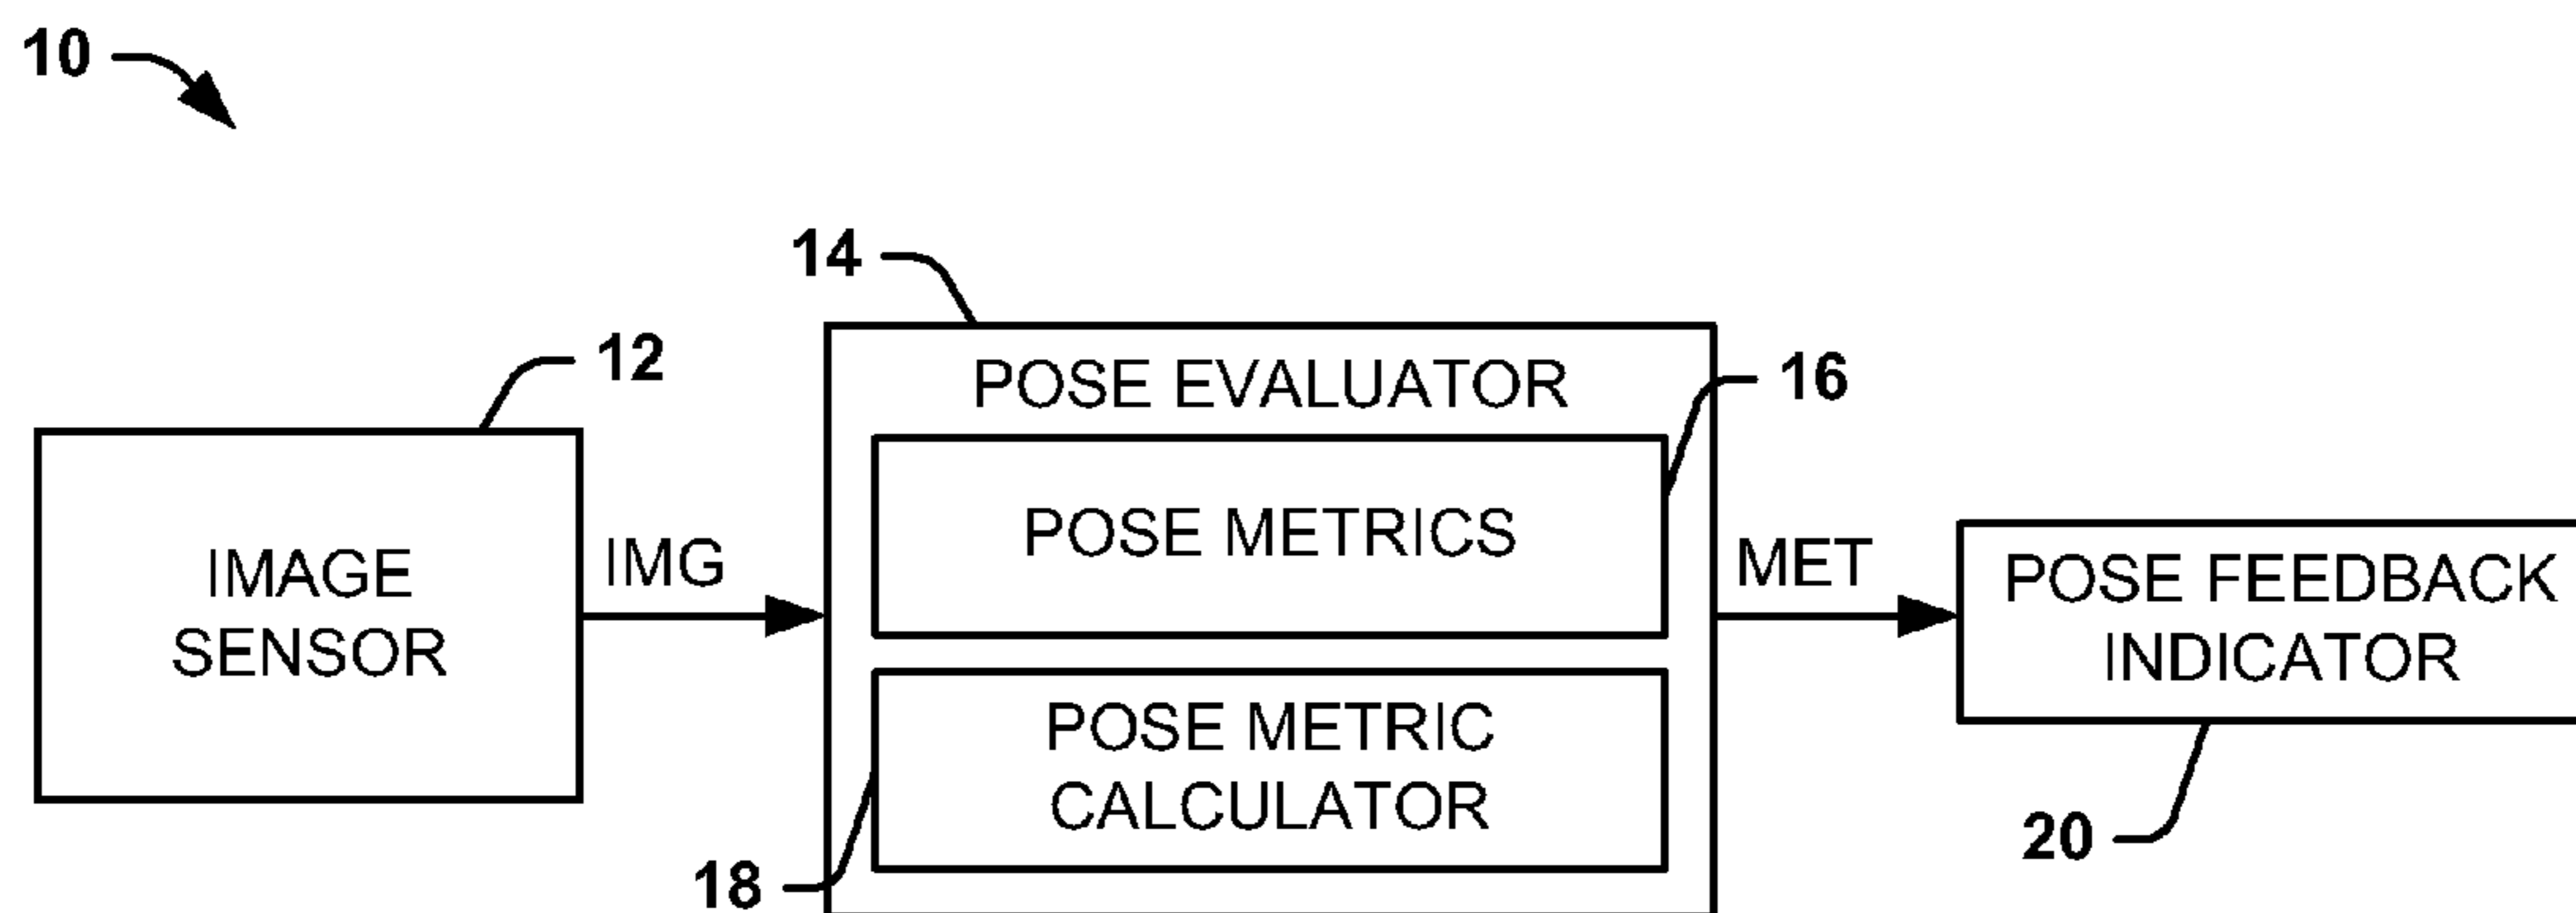 10
14
12
POSE EVALUATOR
16
POSE METRICS
IMAGE
SENSOR
IMG
MET
POSE FEEDBACK
INDICATOR
POSE METRIC
CALCULATOR
18
20